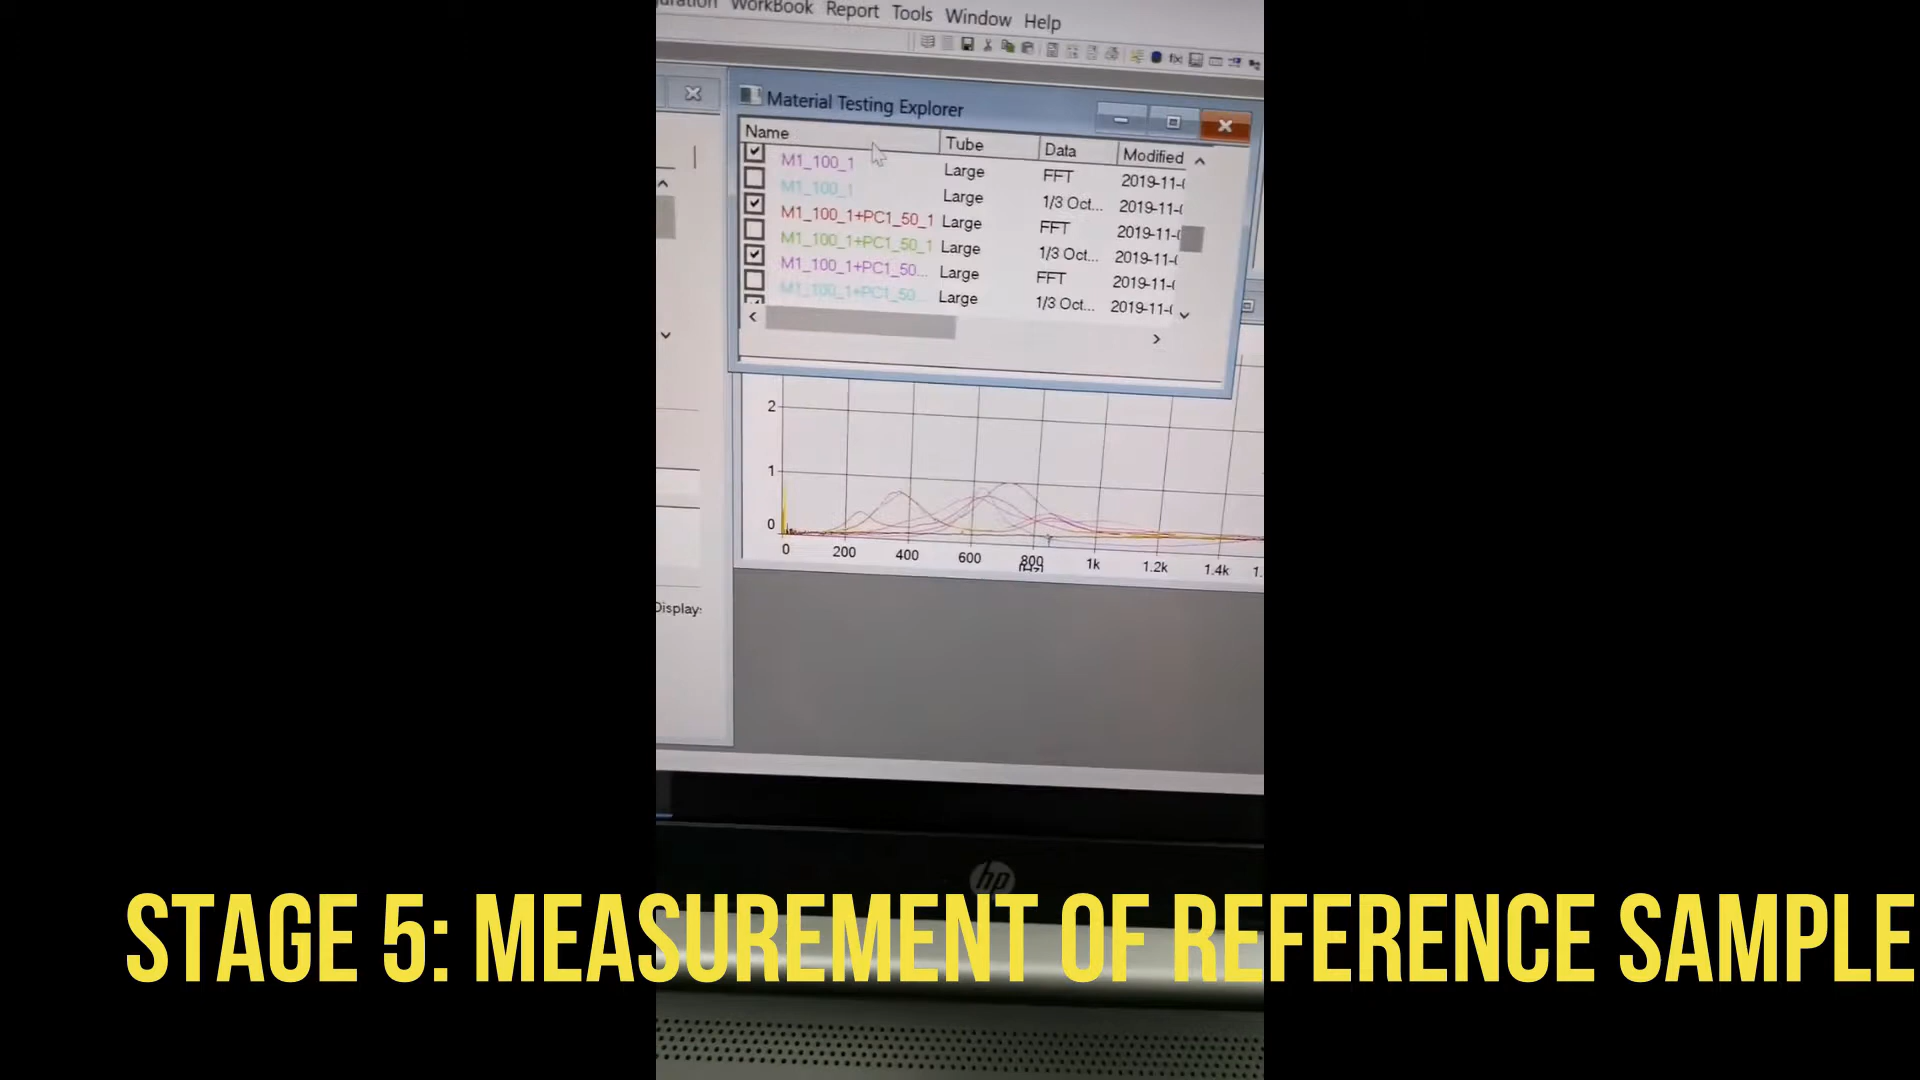 WorkBook Report Tools Window Help
Material Testing Explorer
Name Tube Data Modified
M1_100_1 Large FFT 2019-11-
M1_100_1 Large 1/3 Oct... 2019-11-
M1_100_1+PC1_50_1 Large FFT 2019-11-
M1_100_1+PC1_50_1 Large 1/3 Oct... 2019-11-
M1_100_1+PC1_50... Large FFT 2019-11-
M1_100_1+PC1_50... Large 1/3 Oct... 2019-11-
2
1
0
0 200 400 600 800 1k 1.2k 1.4k
[Hz]
Display:
hp
STAGE 5: MEASUREMENT OF REFERENCE SAMPLE